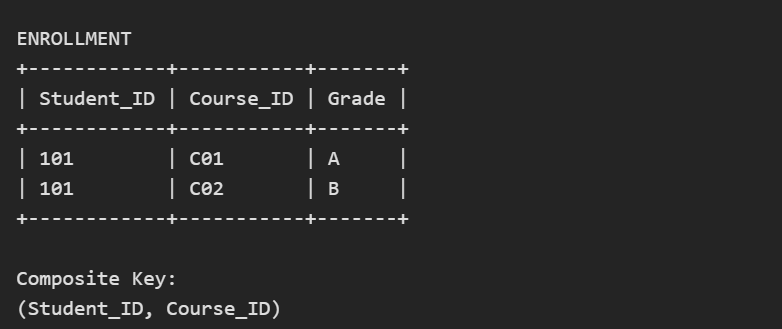 ENROLLMENT
+------------+-----------+-------+
| Student_ID | Course_ID | Grade |
+------------+-----------+-------+
| 101        | C01       | A     |
| 101        | C02       | B     |
+------------+-----------+-------+
Composite Key:
(Student_ID, Course_ID)